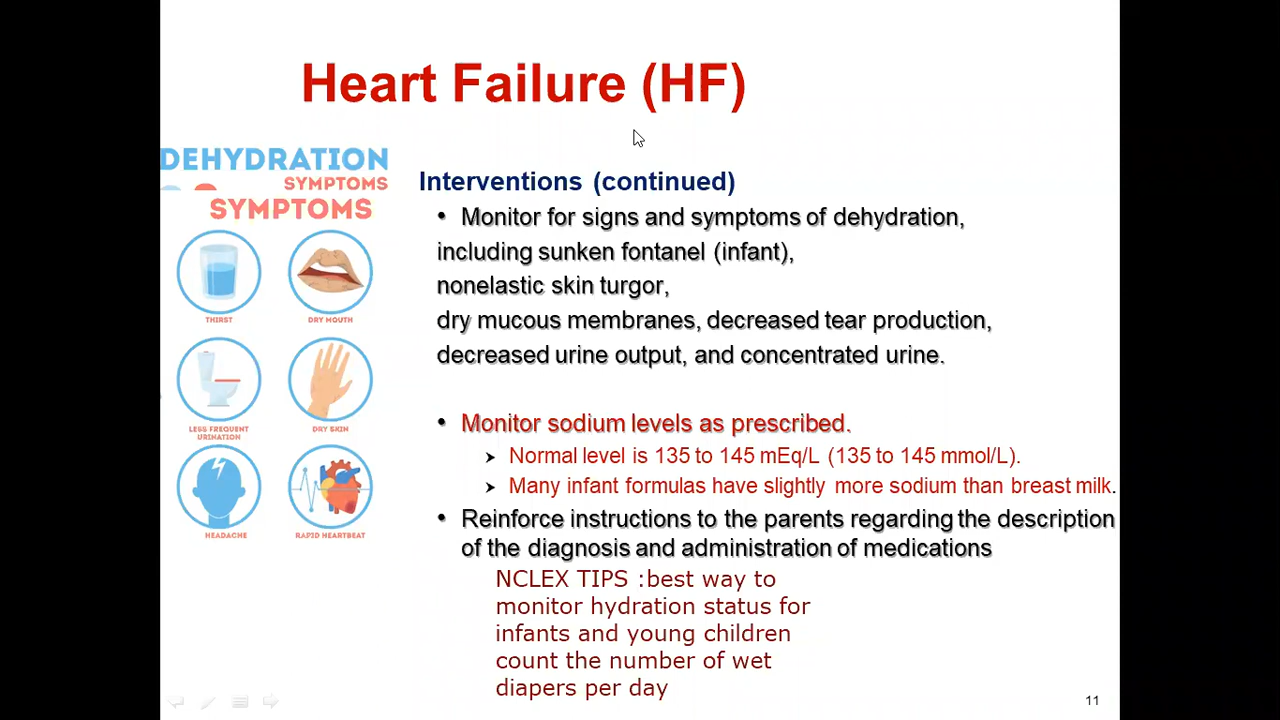 Heart Failure (HF)
DEHYDRATION
SYMPTOMS
SYMPTOMS
THIRST
DRY MOUTH
LESS FREQUENT
URINATION
DRY SKIN
HEADACHE
RAPID HEARTBEAT
Interventions (continued)
• Monitor for signs and symptoms of dehydration,
including sunken fontanel (infant),
nonelastic skin turgor,
dry mucous membranes, decreased tear production,
decreased urine output, and concentrated urine.
• Monitor sodium levels as prescribed.
➢ Normal level is 135 to 145 mEq/L (135 to 145 mmol/L).
➢ Many infant formulas have slightly more sodium than breast milk.
• Reinforce instructions to the parents regarding the description
of the diagnosis and administration of medications
NCLEX TIPS :best way to
monitor hydration status for
infants and young children
count the number of wet
diapers per day
11